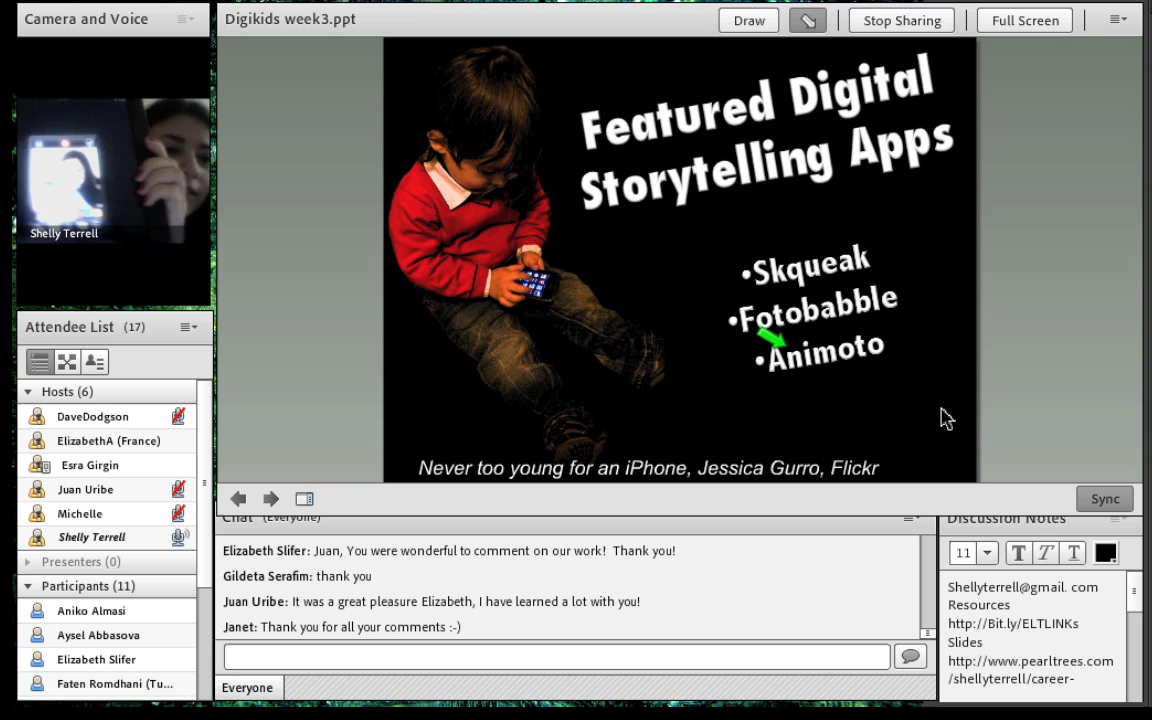 Camera and Voice
Shelly Terrell
Attendee List (17)
Hosts (6)
DaveDodgson
ElizabethA (France)
Esra Girgin
Juan Uribe
Michelle
Shelly Terrell
Presenters (0)
Participants (11)
Aniko Almasi
Aysel Abbasova
Elizabeth Slifer
Faten Romdhani (Tu...
Digikids week3.ppt
Draw
Stop Sharing
Full Screen
Featured Digital
Storytelling Apps
•Skqueak
•Fotobabble
•Animoto
Never too young for an iPhone, Jessica Gurro, Flickr
Sync
Chat (Everyone)
Elizabeth Slifer: Juan, You were wonderful to comment on our work! Thank you!
Gildeta Serafim: thank you
Juan Uribe: It was a great pleasure Elizabeth, I have learned a lot with you!
Janet: Thank you for all your comments :-)
Everyone
Discussion Notes
11 T T T
Shellyterrell@gmail. com
Resources
http://Bit.ly/ELTLINKs
Slides
http://www.pearltrees.com
/shellyterrell/career-